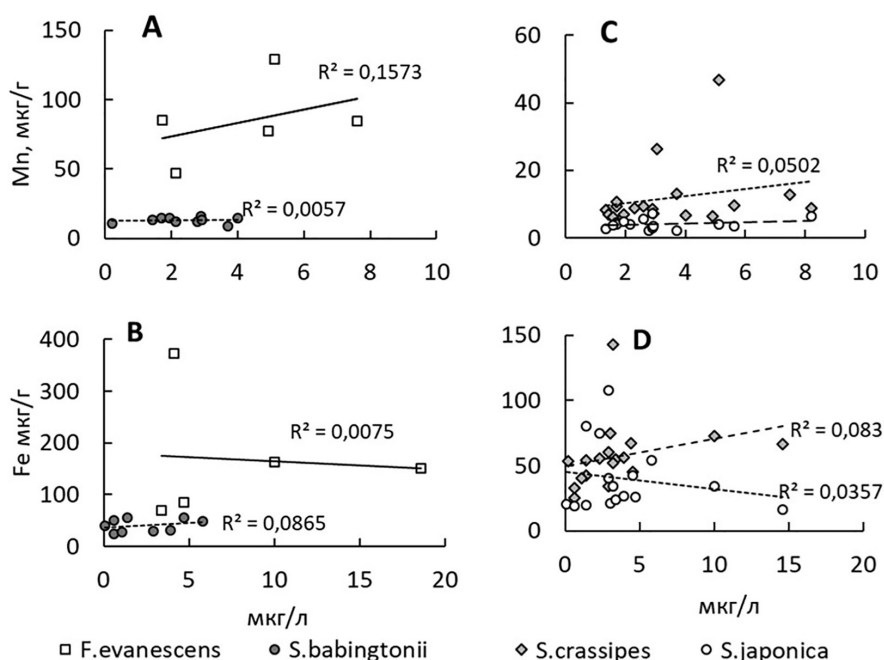 A
C
Mn, мкг/г
150
100
50
0
R² = 0,1573
R² = 0,0057
0 2 4 6 8 10
60
40
20
0
R² = 0,0502
0 2 4 6 8 10
B
D
Fe мкг/г
400
300
200
100
0
R² = 0,0075
R² = 0,0865
0 5 10 15 20
мкг/л
150
100
50
0
R² = 0,083
R² = 0,0357
0 5 10 15 20
мкг/л
F.evanescens S.babingtonii S.crassipes S.japonica